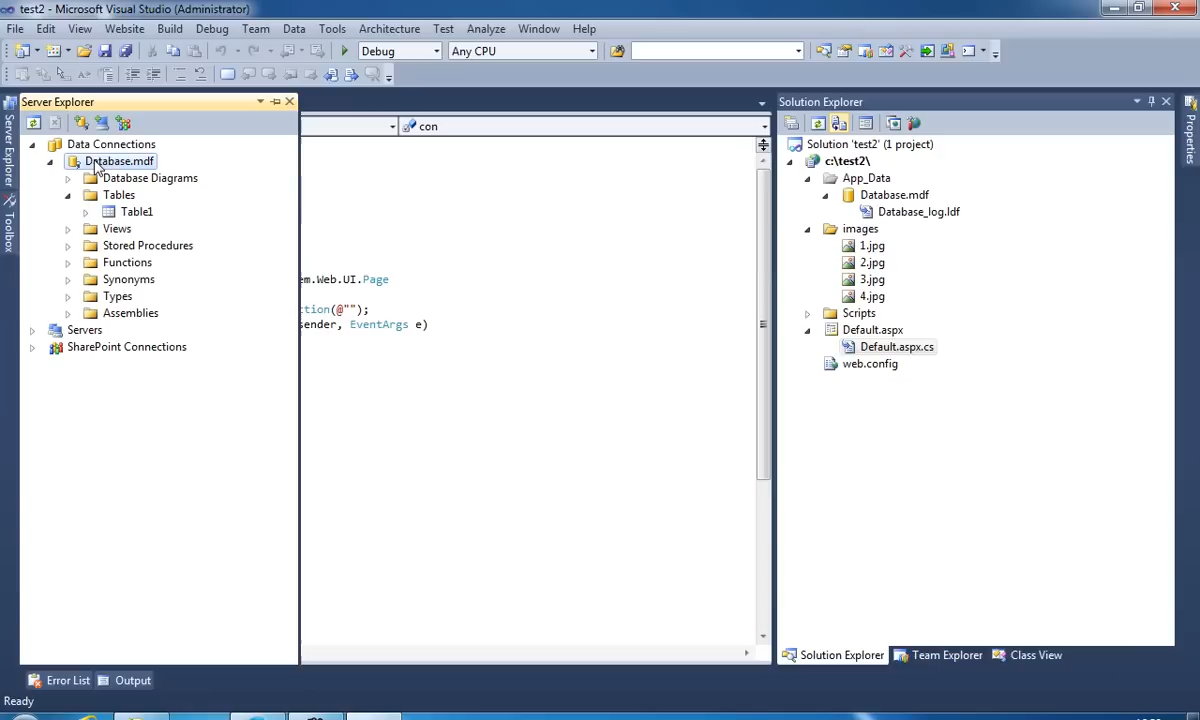 test2 - Microsoft Visual Studio (Administrator)
File Edit View Website Build Debug Team Data Tools Architecture Test Analyze Window Help
Debug Any CPU
Server Explorer
Solution Explorer
con
Data Connections
Database.mdf
Database Diagrams
Tables
Table1
Views
Stored Procedures
Functions
Synonyms
Types
Assemblies
Servers
SharePoint Connections
Server Explorer
Toolbox
em.Web.UI.Page
ction(@"");
sender, EventArgs e)
Solution 'test2' (1 project)
c:\test2\
App_Data
Database.mdf
Database_log.ldf
images
1.jpg
2.jpg
3.jpg
4.jpg
Scripts
Default.aspx
Default.aspx.cs
web.config
Properties
Solution Explorer Team Explorer Class View
Error List Output
Ready